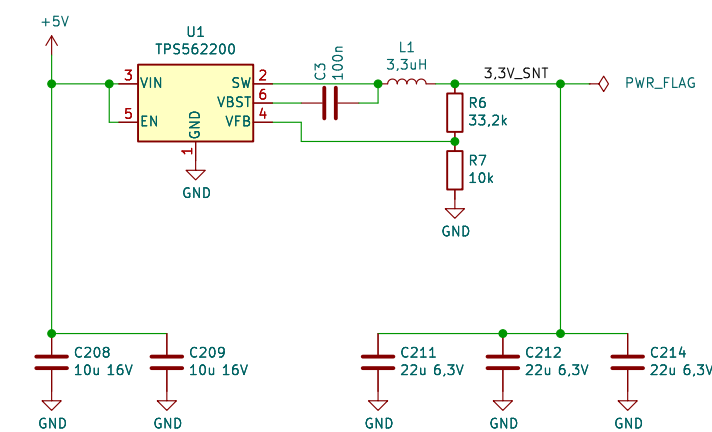 +5V
U1
TPS562200
3
VIN
SW
2
VBST
6
5
EN
VFB
4
GND
1
GND
C3
100n
L1
3,3uH
3,3V_SNT
PWR_FLAG
R6
33,2k
R7
10k
GND
C208
10u 16V
GND
C209
10u 16V
GND
C211
22u 6,3V
GND
C212
22u 6,3V
GND
C214
22u 6,3V
GND